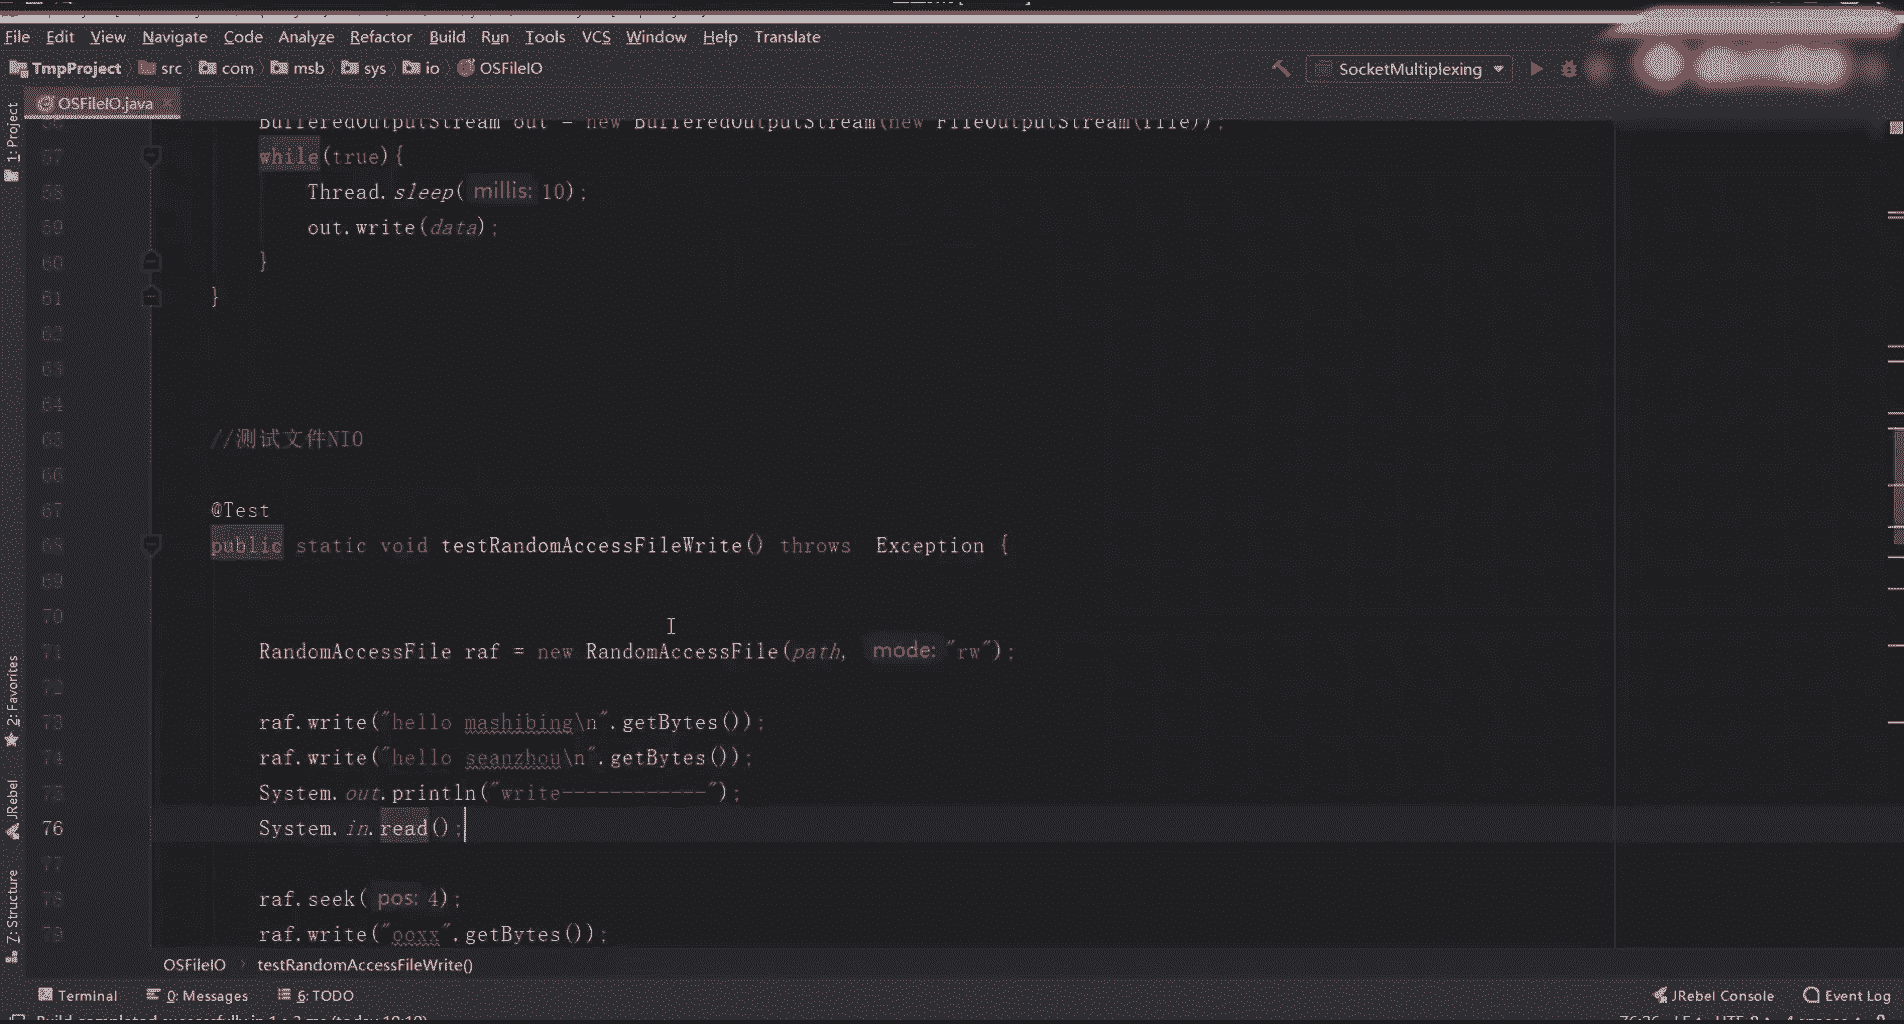 File Edit View Navigate Code Analyze Refactor Build Run Tools VCS Window Help Translate
TmpProject src com msb sys io OSFileIO SocketMultiplexing
OSFileIO.java
1: Project
BufferedOutputStream out = new BufferedOutputStream(new FileOutputStream(file));
57 while(true){
58 Thread.sleep( millis: 10);
59 out.write(data);
60 }
61 }
62
63
64
65 //测试文件NIO
66
67 @Test
68 public static void testRandomAccessFileWrite() throws  Exception {
69
70
71 RandomAccessFile raf = new RandomAccessFile(path, mode: "rw");
72
73 raf.write("hello mashibing\n".getBytes());
74 raf.write("hello seanzhou\n".getBytes());
75 System.out.println("write------------");
76 System.in.read();
77
78 raf.seek( pos: 4);
79 raf.write("ooxx".getBytes());
2: Favorites
JRebel
Z: Structure
OSFileIO testRandomAccessFileWrite()
Terminal 0: Messages 6: TODO JRebel Console Event Log